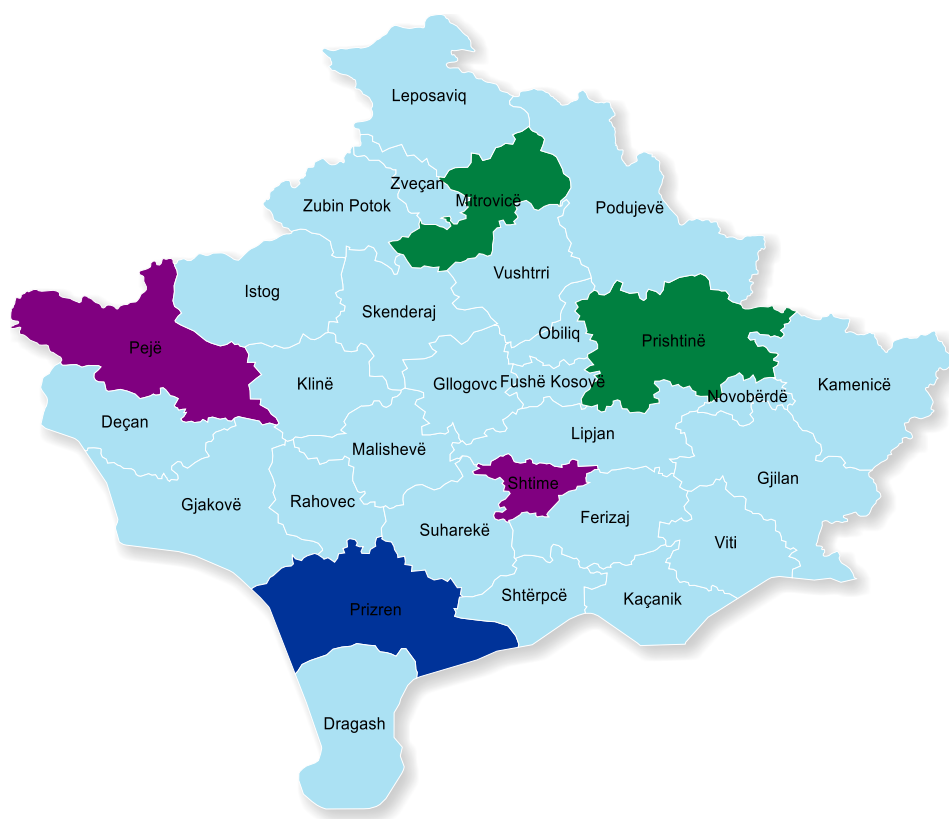 Leposaviq
Zveçan
Mitrovicë
Zubin Potok
Podujevë
Vushtrri
Istog
Skenderaj
Obiliq
Prishtinë
Pejë
Klinë
Gllogovc
Fushë Kosovë
Novobërdë
Kamenicë
Deçan
Lipjan
Malishevë
Gjilan
Shtime
Gjakovë
Rahovec
Ferizaj
Suharekë
Viti
Shtërpcë
Kaçanik
Prizren
Dragash